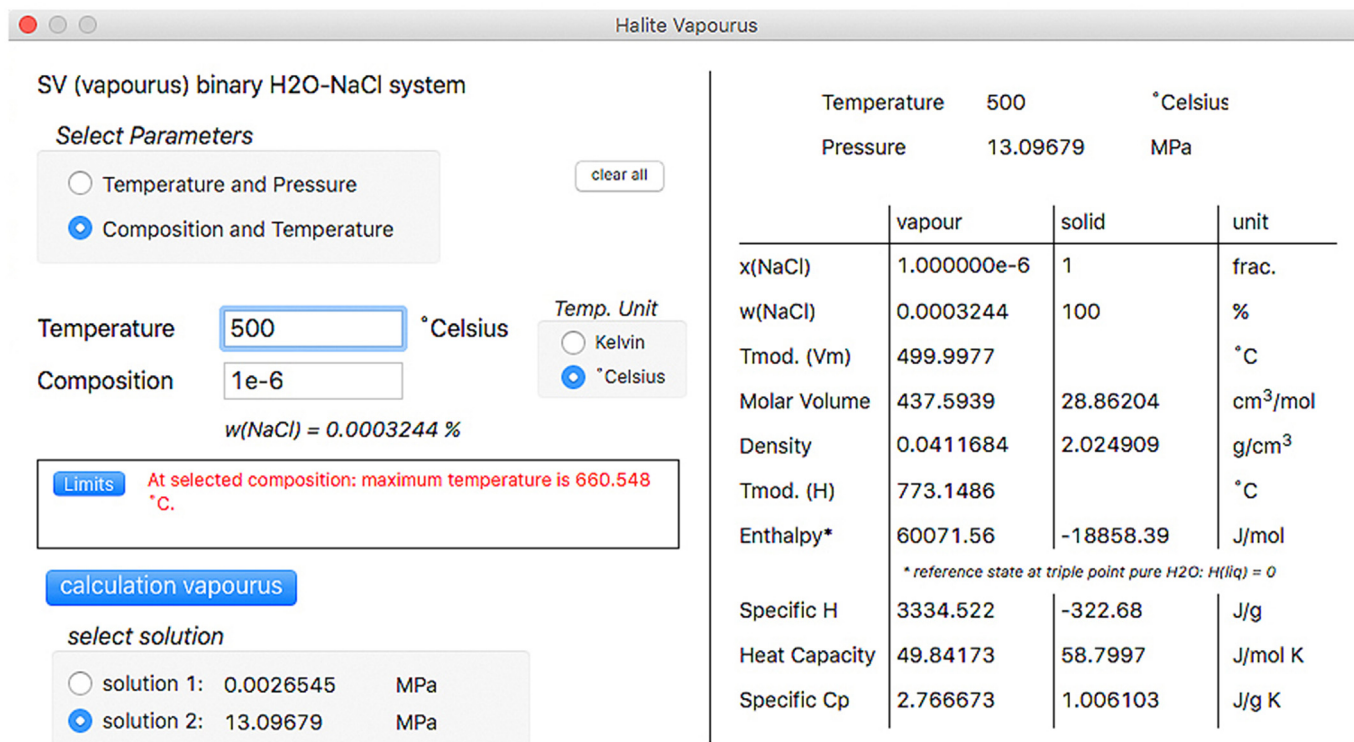 Halite Vapourus
SV (vapourus) binary H2O-NaCl system
Select Parameters
Temperature and Pressure
Composition and Temperature
clear all
Temperature 500 ˚Celsius
Composition 1e-6
w(NaCl) = 0.0003244 %
Temp. Unit
Kelvin
˚Celsius
Limits At selected composition: maximum temperature is 660.548
˚C.
calculation vapourus
select solution
solution 1: 0.0026545 MPa
solution 2: 13.09679 MPa
Temperature 500 ˚Celsius
Pressure 13.09679 MPa
vapour solid unit
x(NaCl) 1.000000e-6 1 frac.
w(NaCl) 0.0003244 100 %
Tmod. (Vm) 499.9977 ˚C
Molar Volume 437.5939 28.86204 cm³/mol
Density 0.0411684 2.024909 g/cm³
Tmod. (H) 773.1486 ˚C
Enthalpy* 60071.56 -18858.39 J/mol
* reference state at triple point pure H2O: H(liq) = 0
Specific H 3334.522 -322.68 J/g
Heat Capacity 49.84173 58.7997 J/mol K
Specific Cp 2.766673 1.006103 J/g K